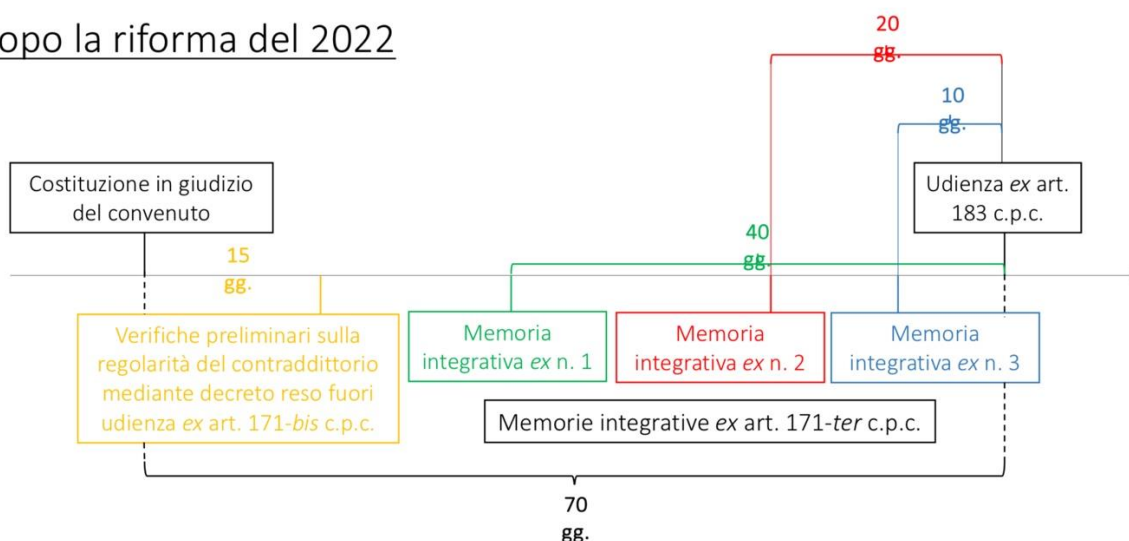 opo la riforma del 2022
20
gg.
10
gg.
Costituzione in giudizio
del convenuto
Udienza ex art.
183 c.p.c.
40
gg.
15
gg.
Verifiche preliminari sulla
regolarità del contraddittorio
mediante decreto reso fuori
udienza ex art. 171-bis c.p.c.
Memoria
integrativa ex n. 1
Memoria
integrativa ex n. 2
Memoria
integrativa ex n. 3
Memorie integrative ex art. 171-ter c.p.c.
70
gg.